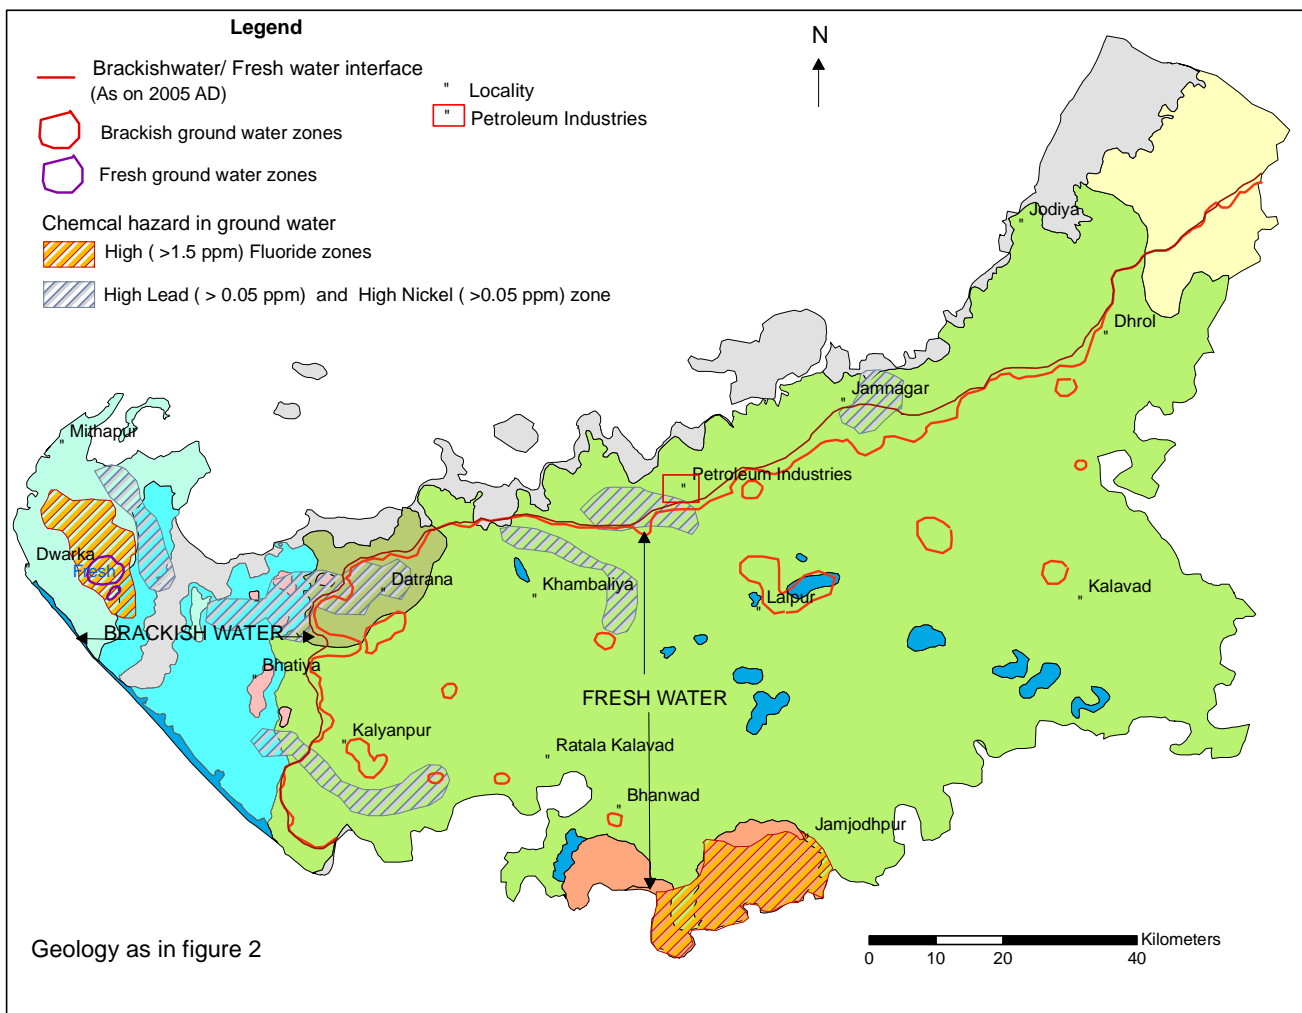 Legend
Brackishwater/ Fresh water interface
(As on 2005 AD)
" Locality
" Petroleum Industries
Brackish ground water zones
Fresh ground water zones
Chemcal hazard in ground water
High ( >1.5 ppm) Fluoride zones
High Lead ( > 0.05 ppm)  and  High Nickel ( >0.05 ppm) zone
N
Jodiya
Dhrol
Jamnagar
Mithapur
Petroleum Industries
Dwarka
Fresh
Datrana
Khambaliya
Lalpur
Kalavad
BRACKISH WATER
Bhatiya
FRESH WATER
Kalyanpur
Ratala Kalavad
Bhanwad
Jamjodhpur
Geology as in figure 2
Kilometers
0 10 20 40